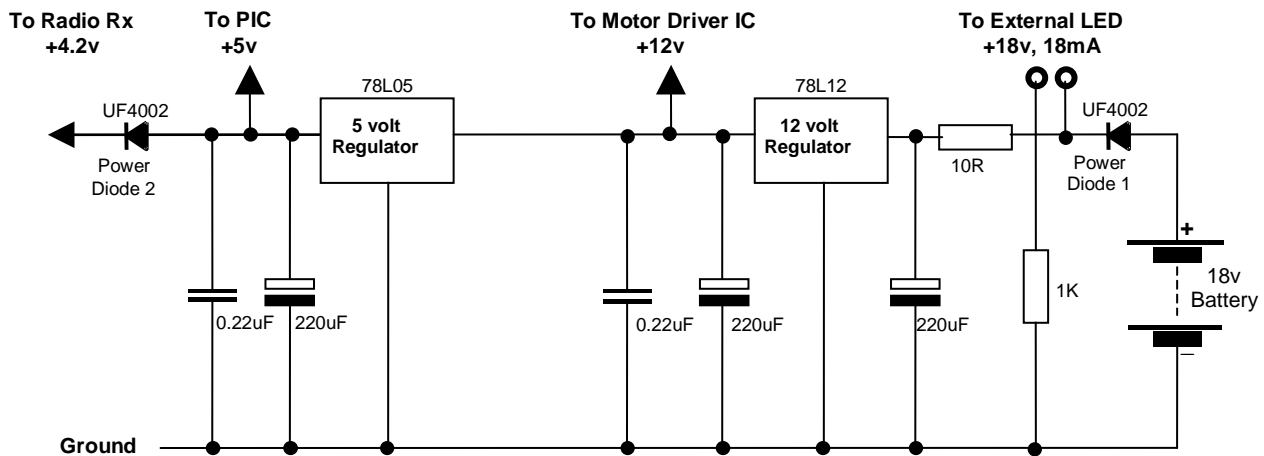 To Radio Rx
+4.2v
To PIC
+5v
To Motor Driver IC
+12v
To External LED
+18v, 18mA
78L05
78L12
UF4002
UF4002
5 volt
Regulator
12 volt
Regulator
Power
Diode 2
10R
Power
Diode 1
+
18v
Battery
1K
0.22uF
220uF
0.22uF
220uF
220uF
–
Ground